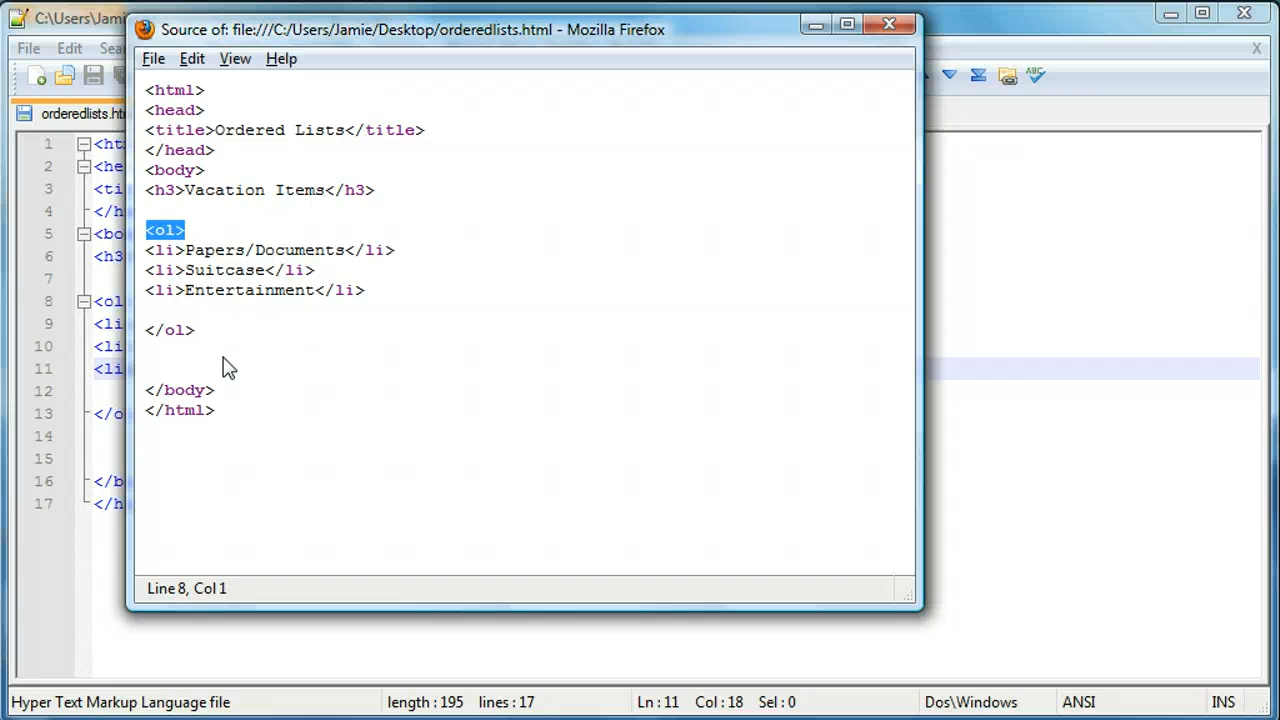 C:\Users\Jami
Source of: file:///C:/Users/Jamie/Desktop/orderedlists.html - Mozilla Firefox
File Edit
File Edit View Help
X
ABC
orderedlists.ht
<html>
<head>
<title>Ordered Lists</title>
</head>
<body>
<h3>Vacation Items</h3>
<ol>
<li>Papers/Documents</li>
<li>Suitcase</li>
<li>Entertainment</li>
</ol>
</body>
</html>
Line 8, Col 1
1 <ht
2 <he
3 <ti
4 </h
5 <bo
6 <h3
7
8 <ol
9 <li
10 <li
11 <li
12
13 </o
14
15
16 </b
17 </h
Hyper Text Markup Language file length : 195 lines : 17 Ln : 11 Col : 18 Sel : 0 Dos\Windows ANSI INS